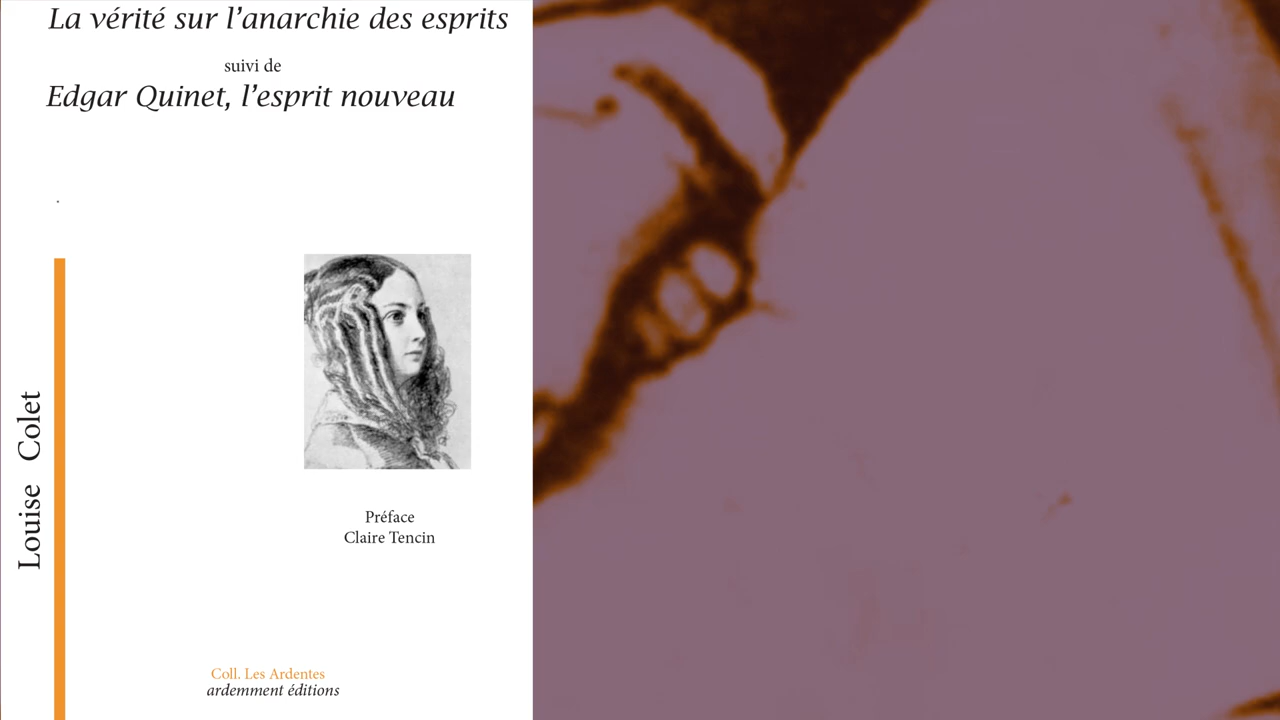 La vérité sur l’anarchie des esprits
suivi de
Edgar Quinet, l’esprit nouveau
Louise Colet
Préface
Claire Tencin
Coll. Les Ardentes
ardemment éditions